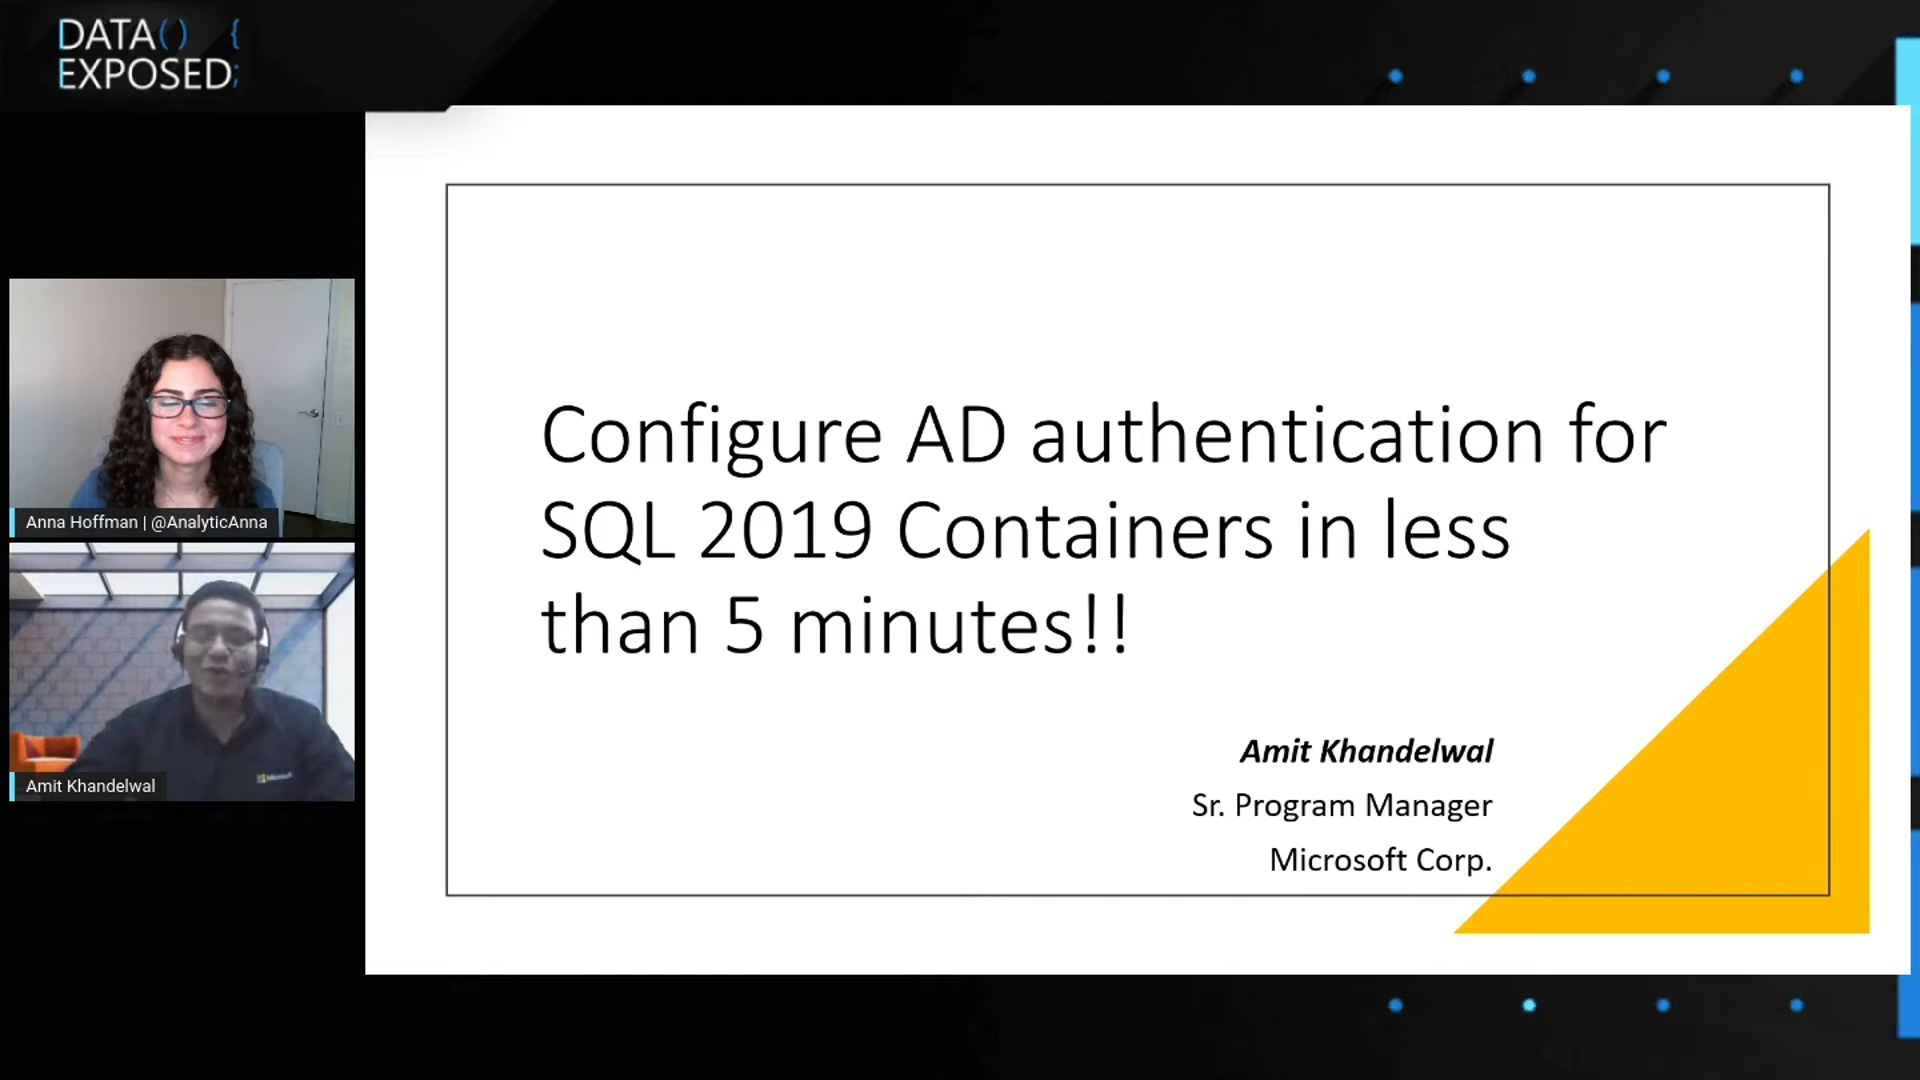 DATA() {
EXPOSED;
Anna Hoffman | @AnalyticAnna
Amit Khandelwal
Microsoft
Configure AD authentication for
SQL 2019 Containers in less
than 5 minutes!!
Amit Khandelwal
Sr. Program Manager
Microsoft Corp.